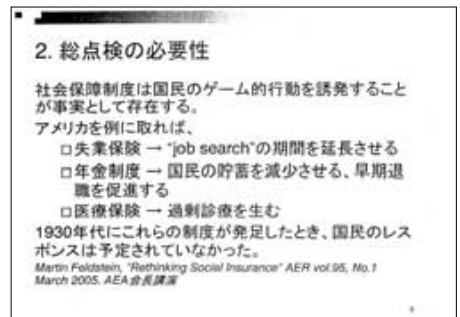 2. 総点検の必要性
社会保障制度は国民のゲーム的行動を誘発すること
が事実として存在する。
アメリカを例に取れば、
□失業保険 → “job search”の期間を延長させる
□年金制度 → 国民の貯蓄を減少させる、早期退
職を促進する
□医療保険 → 過剰診療を生む
1930年代にこれらの制度が発足したとき、国民のレス
ポンスは予定されていなかった。
Martin Feldstein, "Rethinking Social Insurance" AER vol.95, No.1
March 2005. AEA会長講演